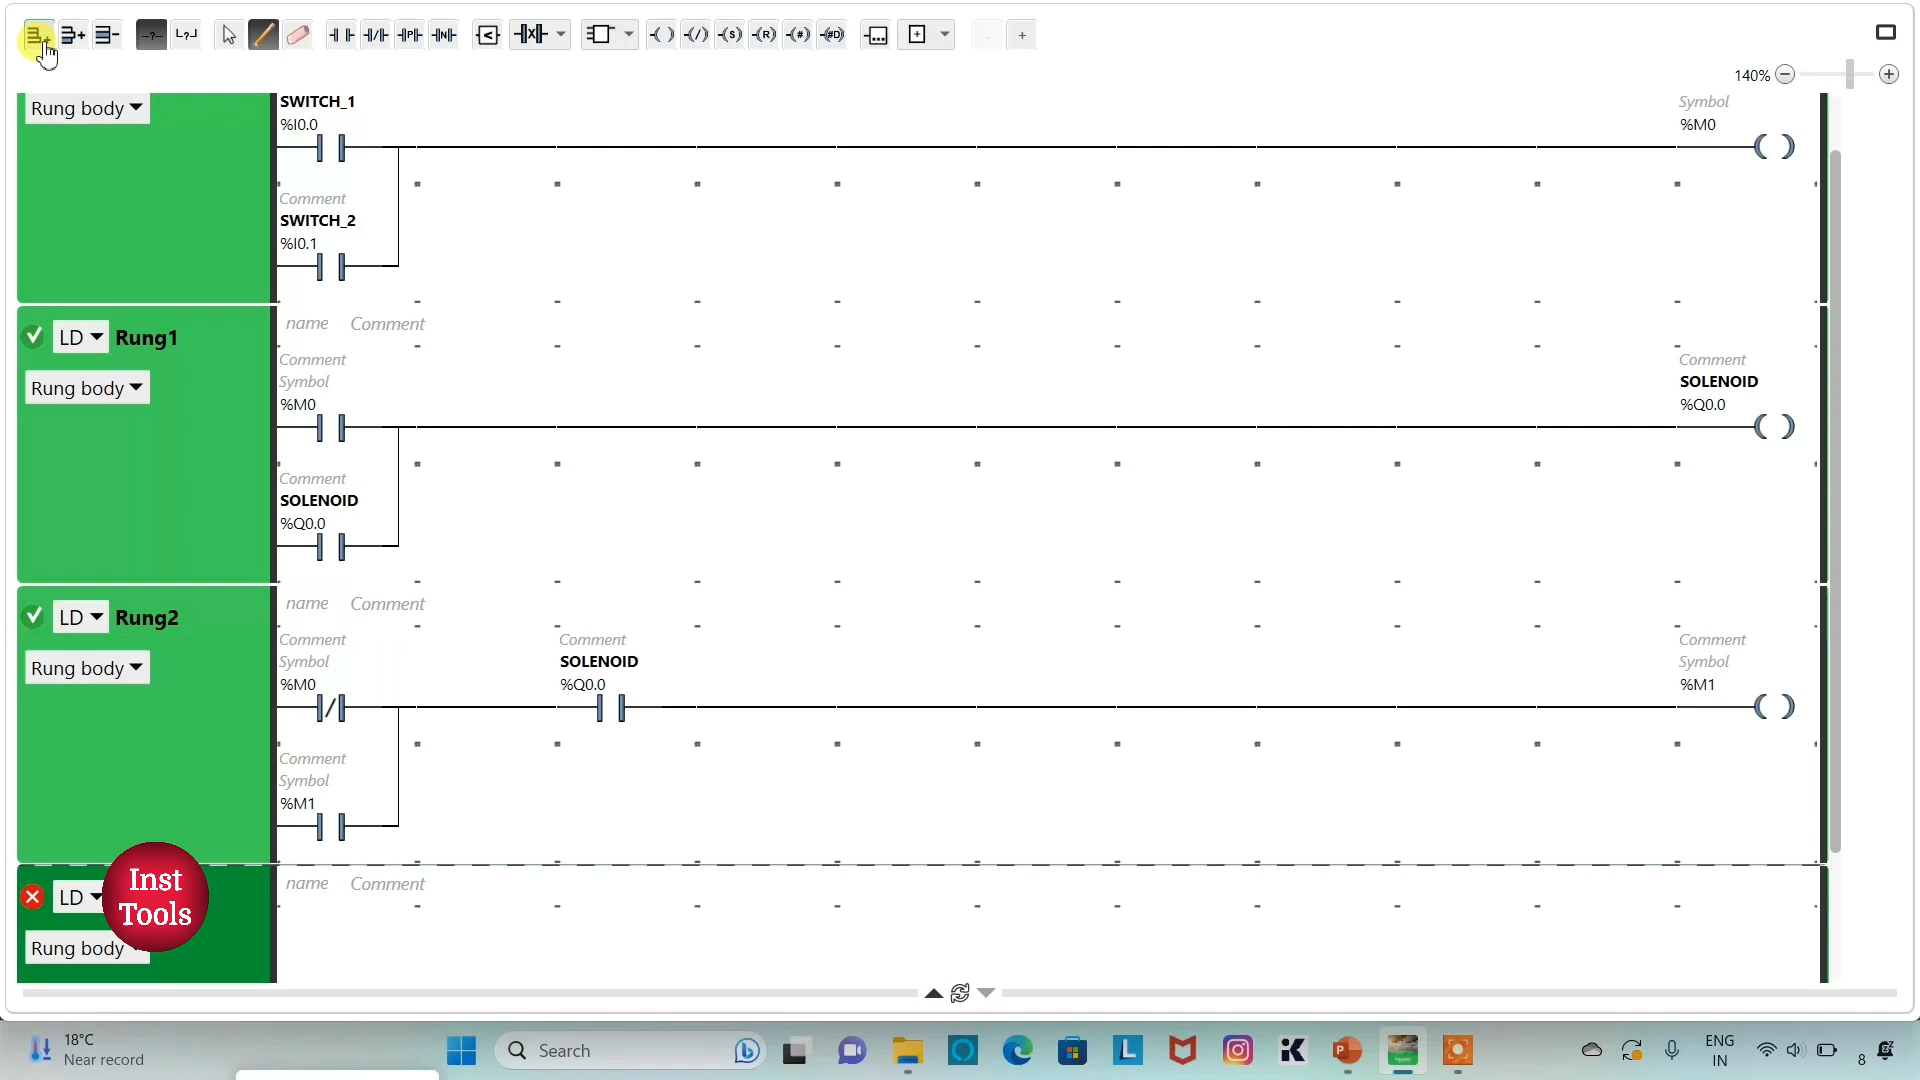 -?- L?J P N < X ( ) (/) (S) (R) (#) (#D) ... + - +
140% − +
Rung body SWITCH_1 Symbol
%I0.0 %M0
Comment
SWITCH_2
%I0.1
LD Rung1 name Comment
Comment Comment
Rung body Symbol SOLENOID
%M0 %Q0.0
Comment
SOLENOID
%Q0.0
LD Rung2 name Comment
Comment Comment Comment
Rung body Symbol SOLENOID Symbol
%M0 %Q0.0 %M1
Comment
Symbol
%M1
LD name Comment
Rung body
Inst
Tools
18°C
Near record
Search
L
P
ENG
IN
8